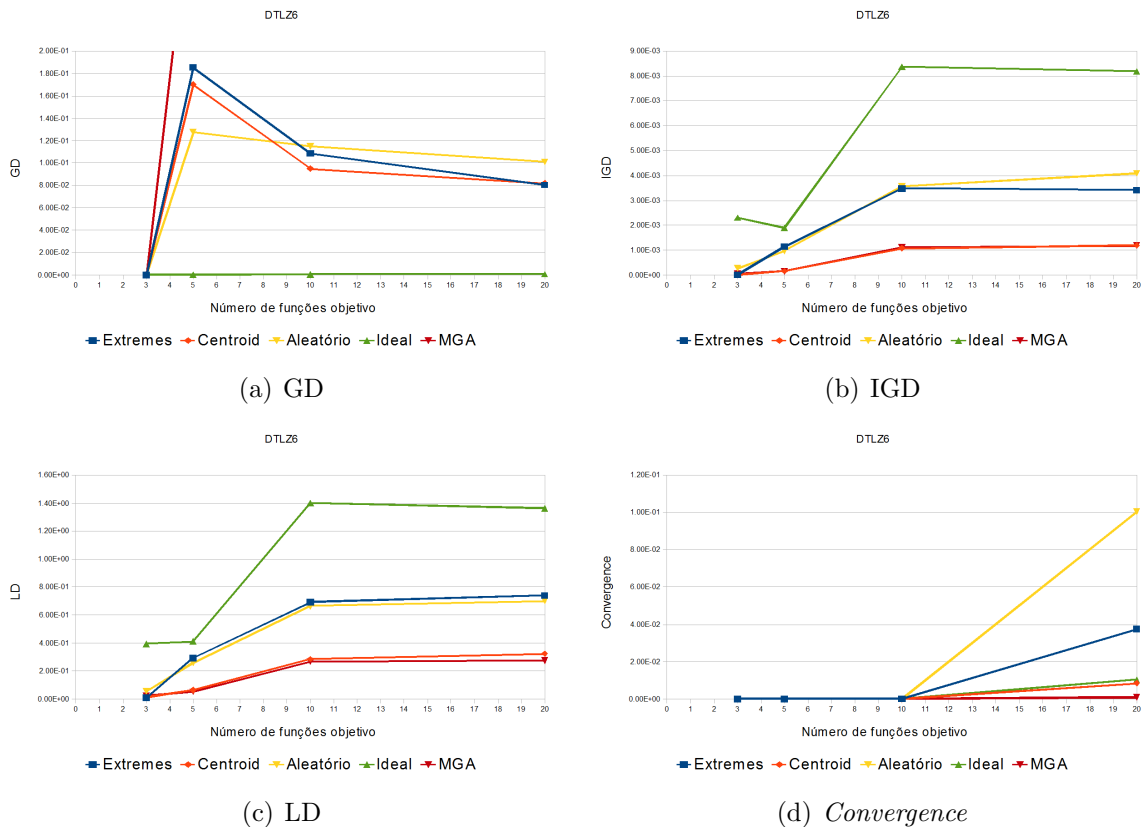 DTLZ6
2.00E-01
1.80E-01
1.60E-01
1.40E-01
1.20E-01
1.00E-01
8.00E-02
6.00E-02
4.00E-02
2.00E-02
0.00E+00
GD
0 1 2 3 4 5 6 7 8 9 10 11 12 13 14 15 16 17 18 19 20
Número de funções objetivo
Extremes Centroid Aleatório Ideal MGA
(a) GD
DTLZ6
9.00E-03
8.00E-03
7.00E-03
6.00E-03
5.00E-03
4.00E-03
3.00E-03
2.00E-03
1.00E-03
0.00E+00
IGD
0 1 2 3 4 5 6 7 8 9 10 11 12 13 14 15 16 17 18 19 20
Número de funções objetivo
Extremes Centroid Aleatório Ideal MGA
(b) IGD
DTLZ6
1.60E+00
1.40E+00
1.20E+00
1.00E+00
8.00E-01
6.00E-01
4.00E-01
2.00E-01
0.00E+00
LD
0 1 2 3 4 5 6 7 8 9 10 11 12 13 14 15 16 17 18 19 20
Número de funções objetivo
Extremes Centroid Aleatório Ideal MGA
(c) LD
DTLZ6
1.20E-01
1.00E-01
8.00E-02
6.00E-02
4.00E-02
2.00E-02
0.00E+00
Convergence
0 1 2 3 4 5 6 7 8 9 10 11 12 13 14 15 16 17 18 19 20
Número de funções objetivo
Extremes Centroid Aleatório Ideal MGA
(d) Convergence